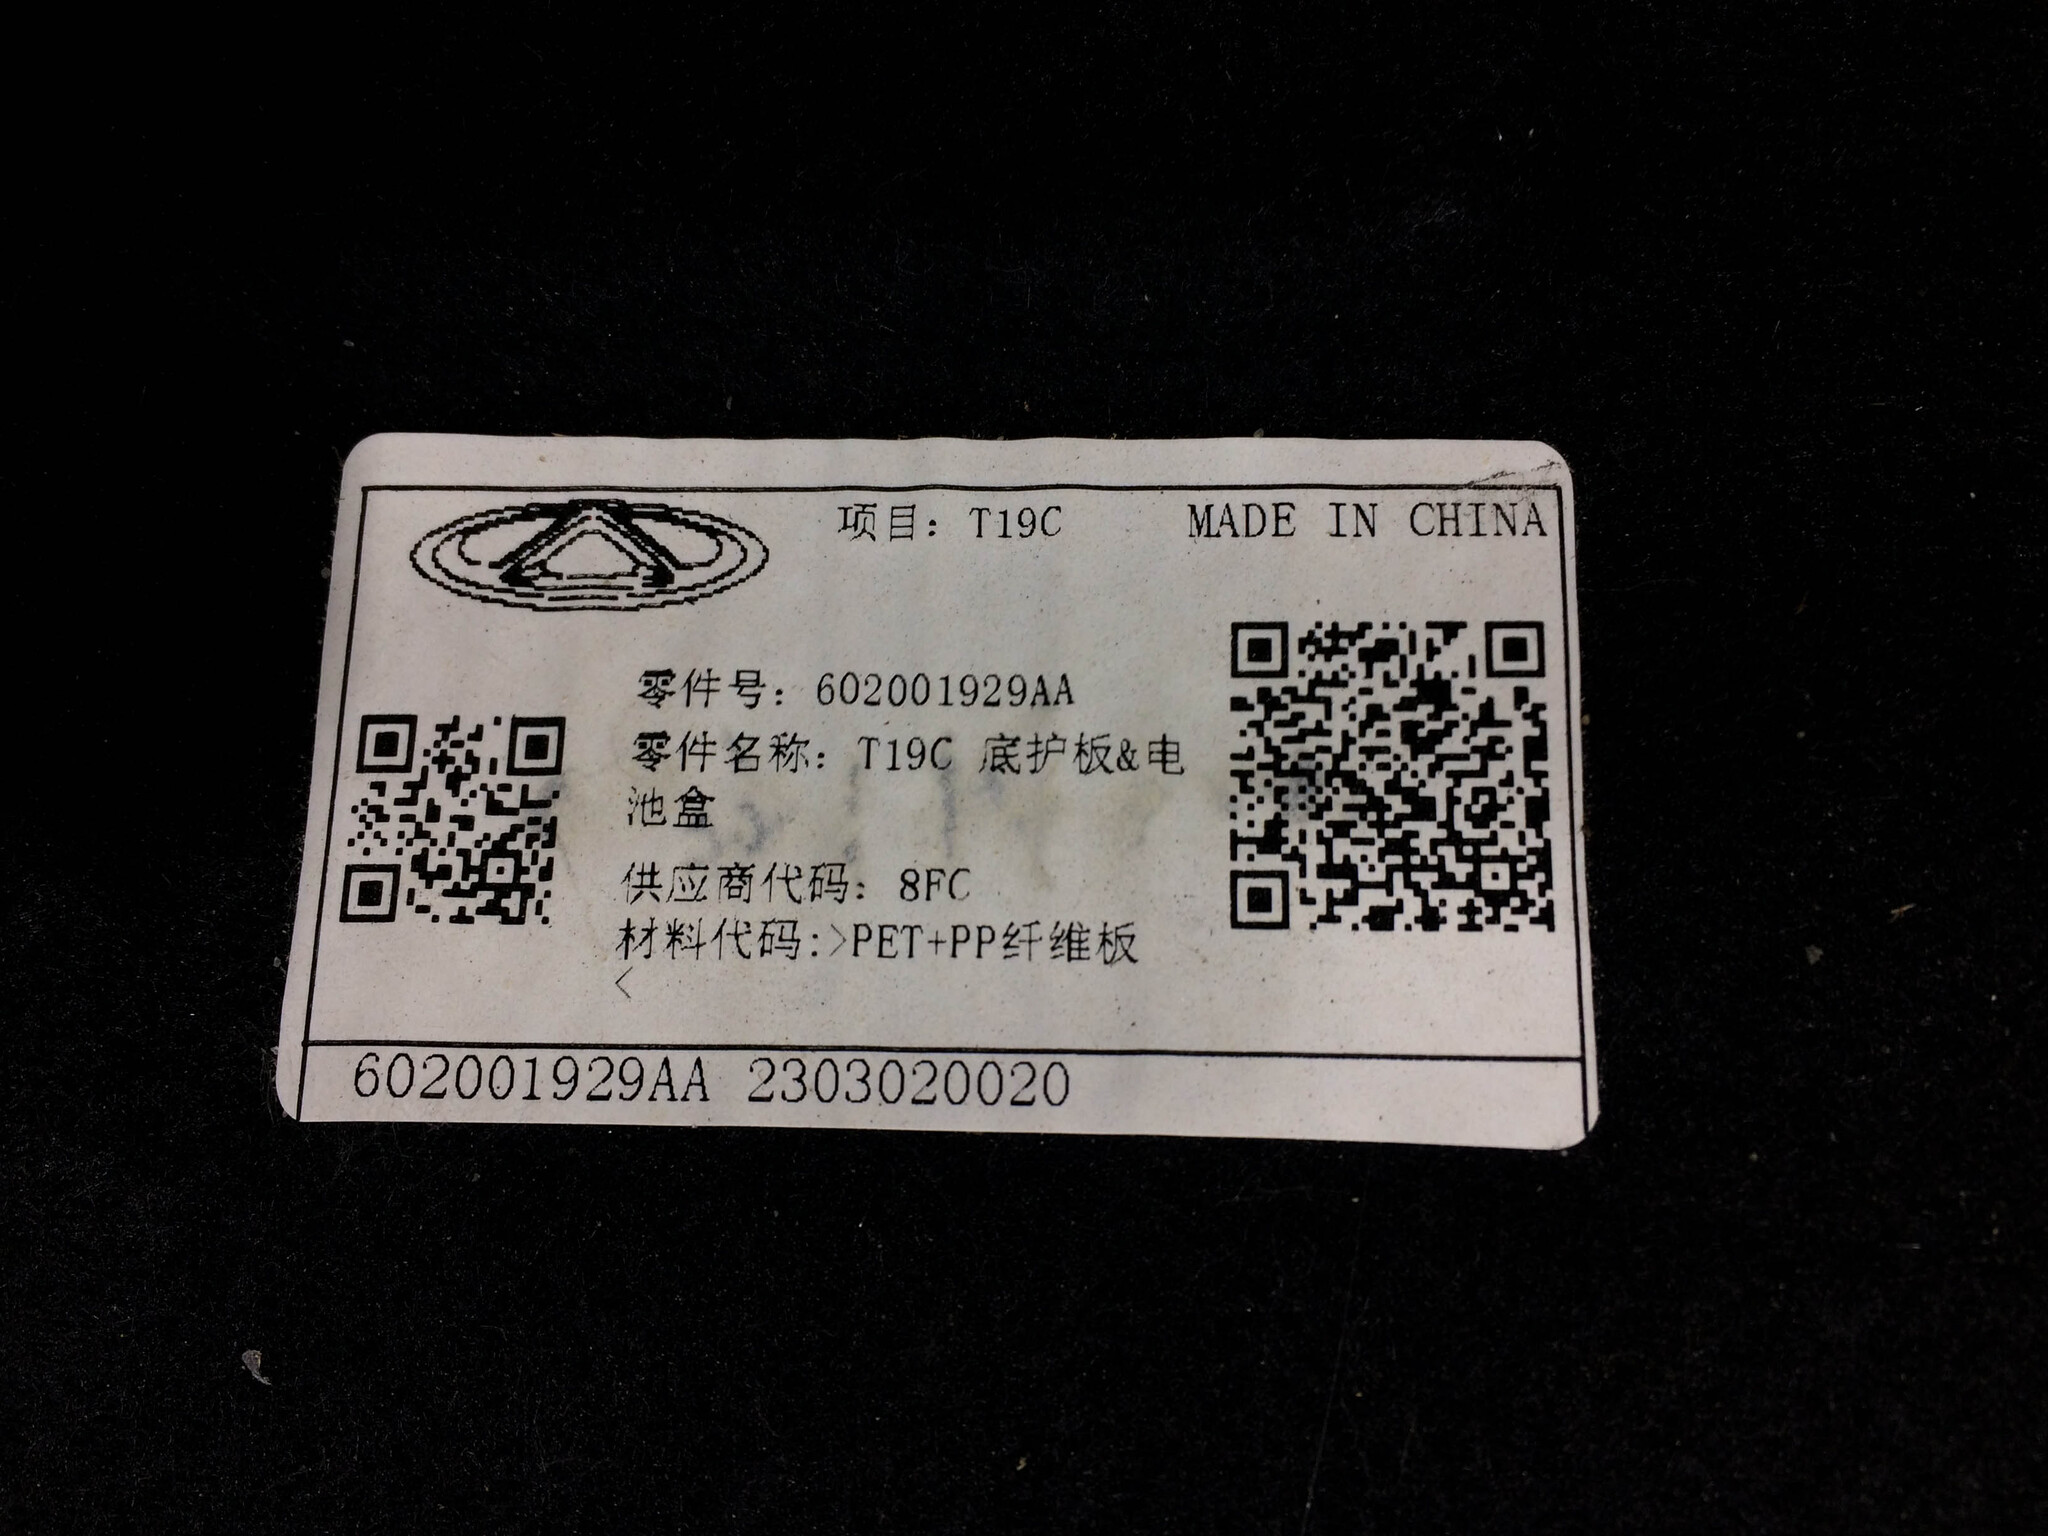 项目: T19C
MADE IN CHINA
零件号: 602001929AA
零件名称: T19C 底护板&电
池盒
供应商代码: 8FC
材料代码:>PET+PP纤维板
<
602001929AA 2303020020